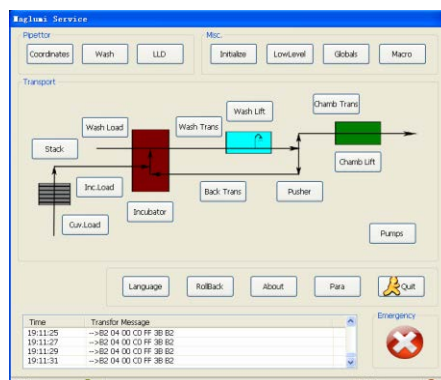 Maglumi Service
Pipettor
Misc.
Coordinates Wash LLD Initialize LowLevel Globals Macro
Transport
Chamb Trans
Wash Lift
Wash Load Wash Trans
Stack
Chamb Lift
Inc.Load Back Trans Pusher
Incubator
Cuv.Load
Pumps
Language RollBack About Para Quit
Emergency
Time Transfor Message
19:11:25 -->B2 04 00 C0 FF 3B B2
19:11:27 -->B2 04 00 C0 FF 3B B2
19:11:29 -->B2 04 00 C0 FF 3B B2
19:11:31 -->B2 04 00 C0 FF 3B B2